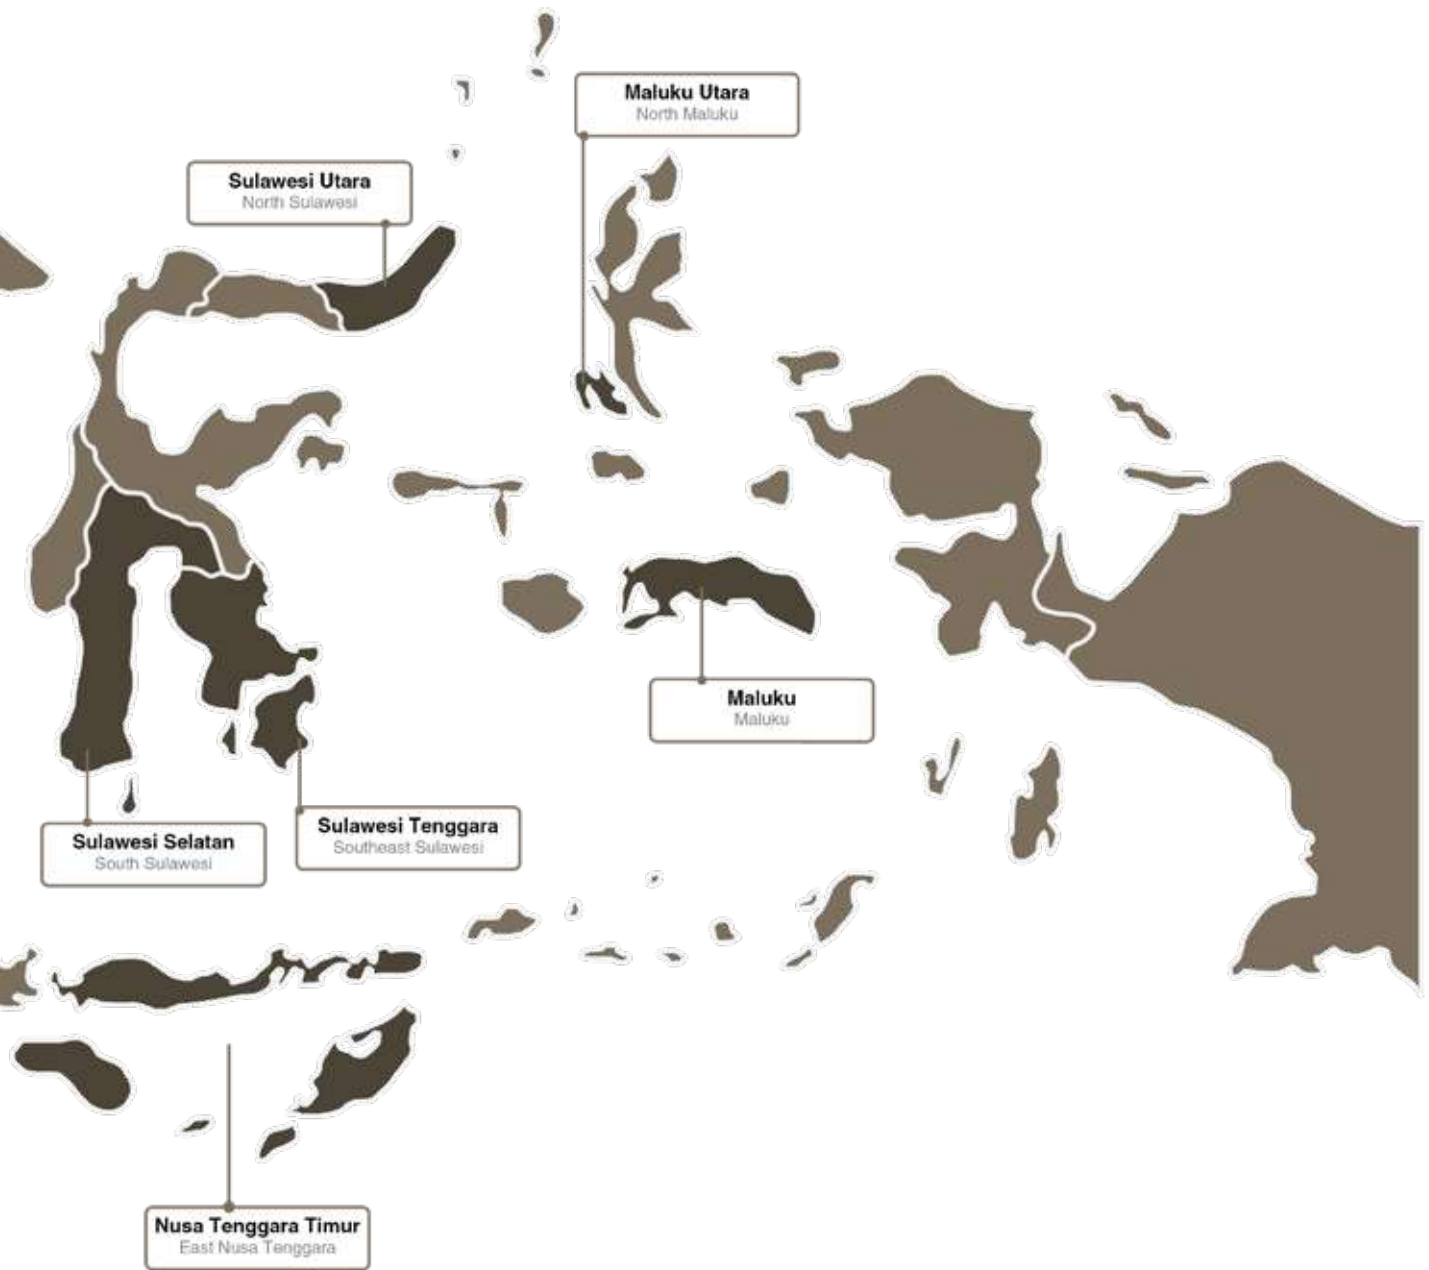 Maluku Utara
North Maluku
Sulawesi Utara
North Sulawesi
Maluku
Maluku
Sulawesi Tenggara
Southeast Sulawesi
Sulawesi Selatan
South Sulawesi
Nusa Tenggara Timur
East Nusa Tenggara